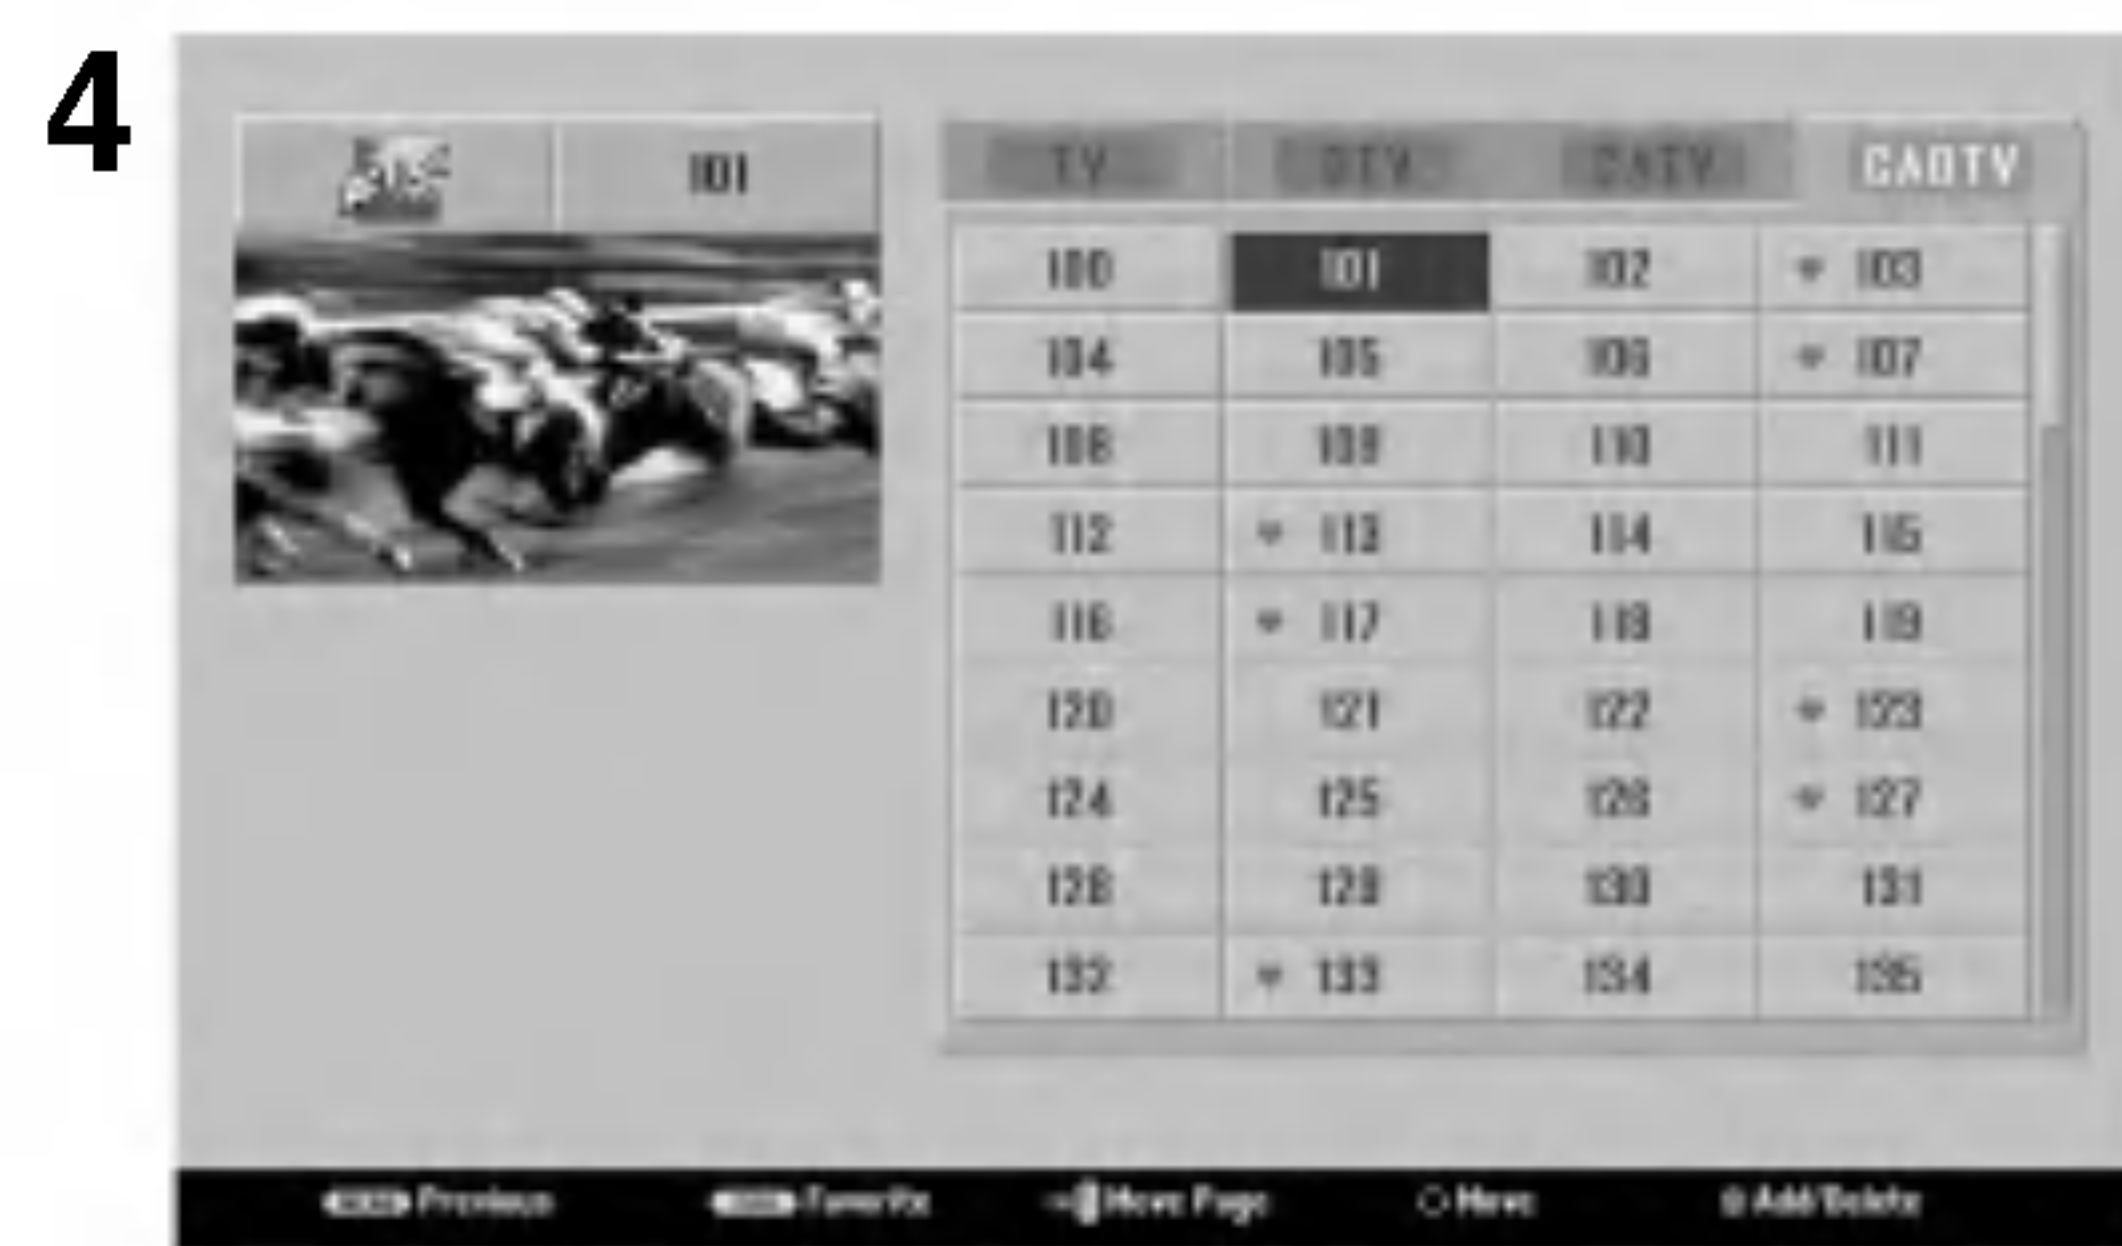 4
101
TV DTV CATV CADTV
100 101 102 103
104 105 106 107
108 109 110 111
112 113 114 115
116 117 118 119
120 121 122 123
124 125 126 127
128 129 130 131
132 133 134 135
Previous Favorite Move Page Move Add/Delete